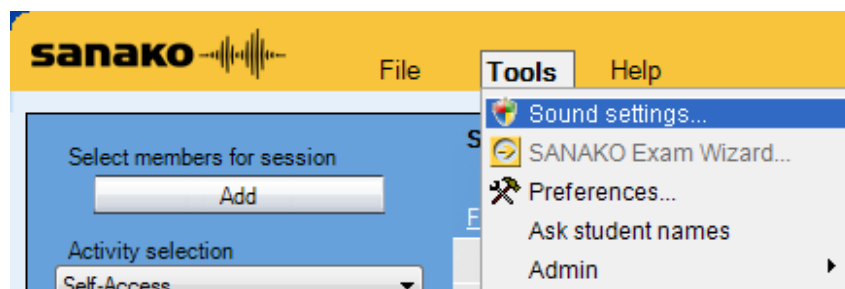 sanako
File Tools Help
Sound settings...
SANAKO Exam Wizard...
Preferences...
Ask student names
Admin
Select members for session
Add
Activity selection
Self-Access